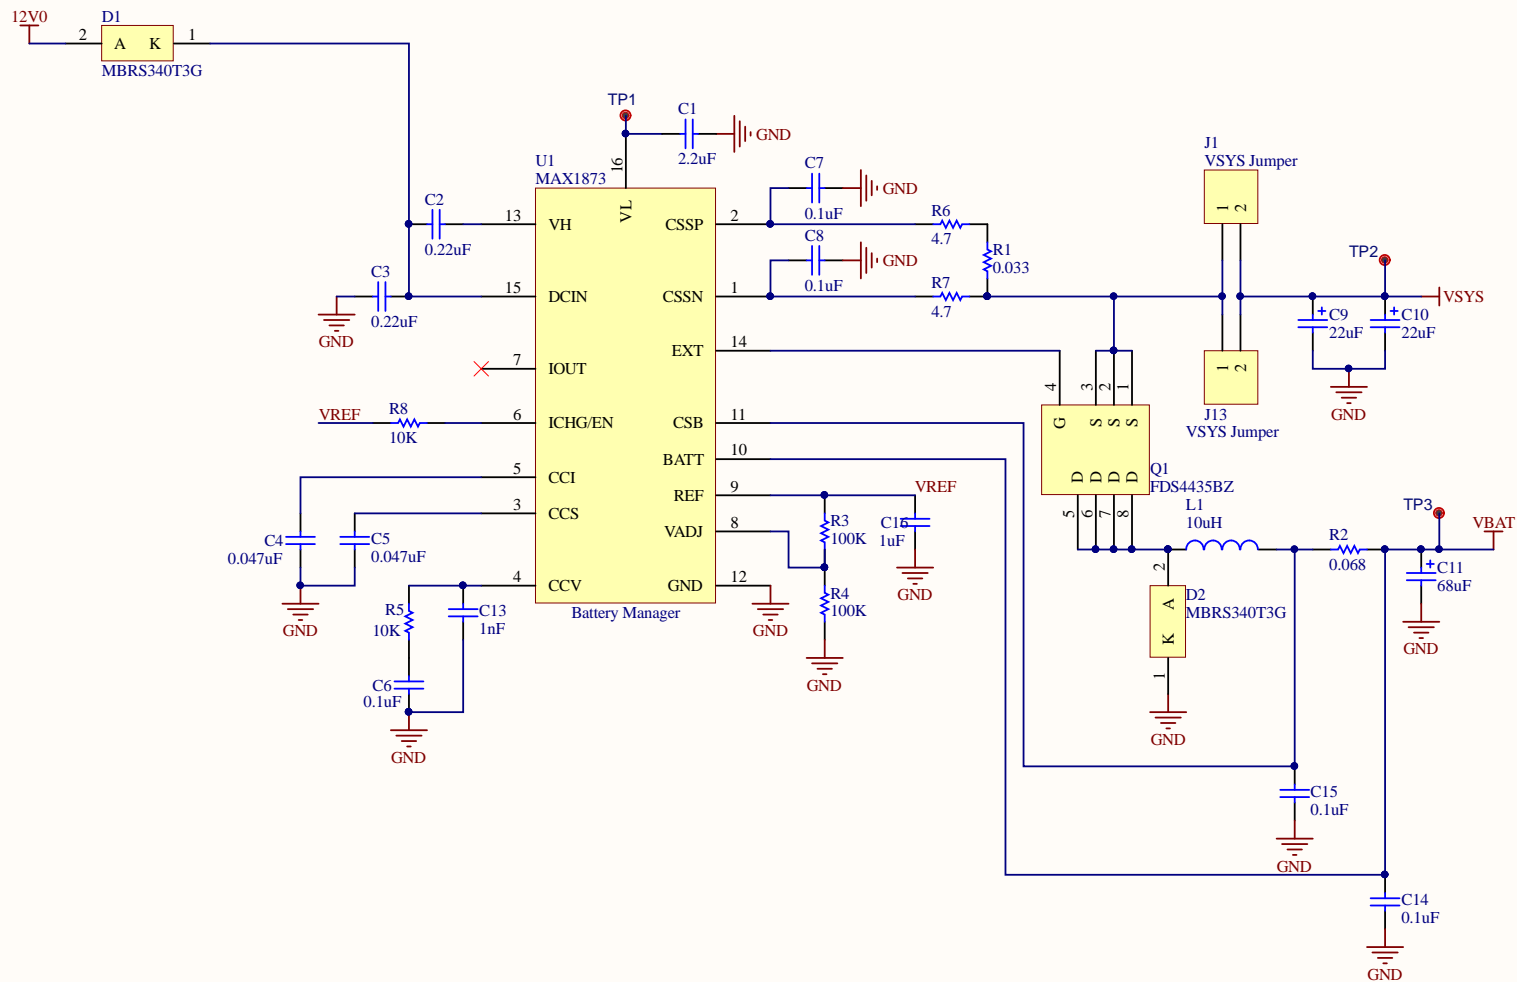 12V0
D1
2 A K 1
MBRS340T3G
TP1
C1
2.2uF
GND
16
U1
MAX1873
VL
C7
0.1uF
GND
C2
0.22uF
13 VH
CSSP 2
R6
4.7
C8
0.1uF
GND
R1
0.033
C3
0.22uF
GND
15 DCIN
CSSN 1
R7
4.7
J1
VSYS Jumper
1 2
TP2
VSYS
C9
22uF
C10
22uF
GND
1 2
J13
VSYS Jumper
7 IOUT
EXT 14
4 3 2 1
G S S S
D D D D
5 6 7 8
Q1
FDS4435BZ
VREF
R8
10K
6 ICHG/EN
CSB 11
BATT 10
5 CCI
3 CCS
REF 9
VREF
VADJ 8
R3
100K
C16
1uF
GND
C4
0.047uF
C5
0.047uF
GND
4 CCV
GND 12
Battery Manager
GND
R4
100K
GND
R5
10K
C13
1nF
C6
0.1uF
GND
L1
10uH
R2
0.068
TP3
VBAT
C11
68uF
GND
2
A
K
1
D2
MBRS340T3G
GND
C15
0.1uF
GND
C14
0.1uF
GND